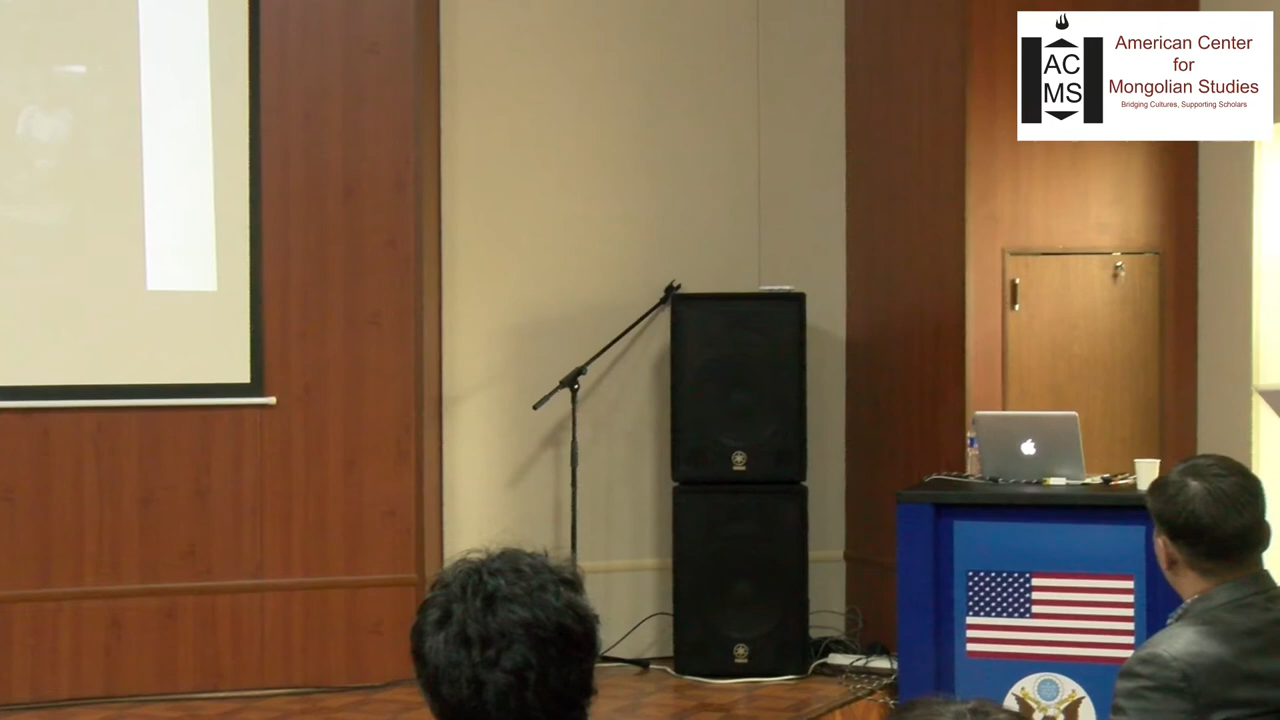 AC
MS
American Center
for
Mongolian Studies
Bridging Cultures, Supporting Scholars